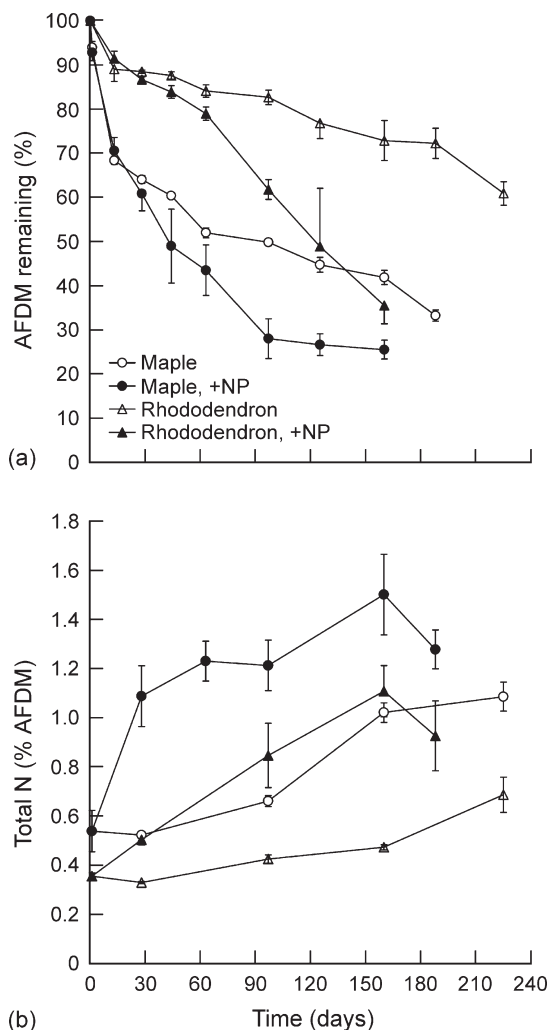 100
90
80
70
60
50
40
30
20
10
0
AFDM remaining (%)
Maple
Maple, +NP
Rhododendron
Rhododendron, +NP
(a)
1.8
1.6
1.4
1.2
1.0
0.8
0.6
0.4
0.2
0
Total N (% AFDM)
0 30 60 90 120 150 180 210 240
Time (days)
(b)